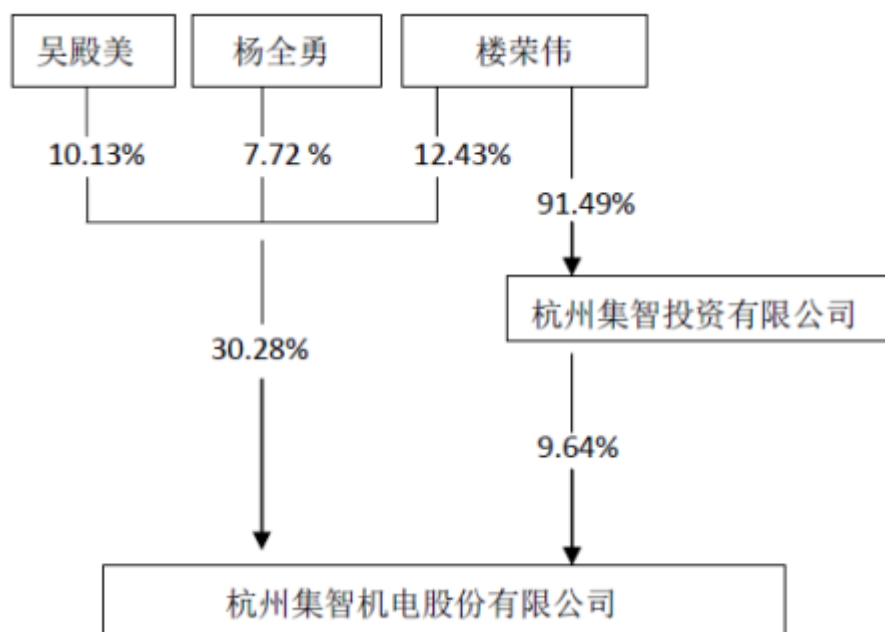 吴殿美 杨全勇 楼荣伟
10.13% 7.72 % 12.43%
91.49%
杭州集智投资有限公司
30.28%
9.64%
杭州集智机电股份有限公司